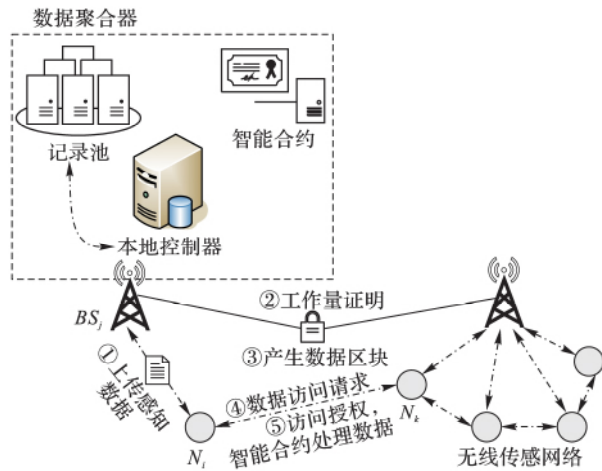 数据聚合器
记录池
智能合约
本地控制器
BS_j
②工作量证明
③产生数据区块
①上传感知
数据
④数据访问请求
⑤访问授权，
智能合约处理数据
N_i
N_k
无线传感网络